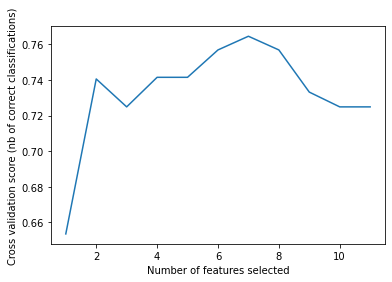 Cross validation score (nb of correct classifications)
0.76
0.74
0.72
0.70
0.68
0.66
2 4 6 8 10
Number of features selected